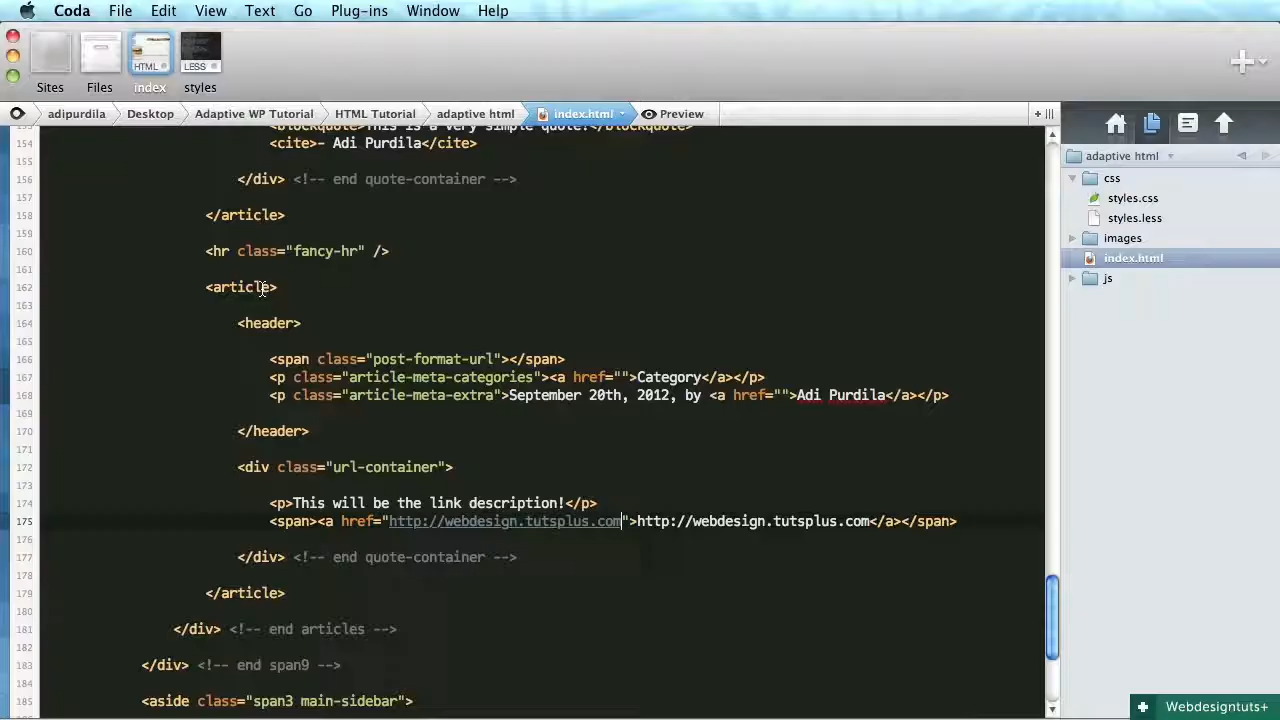 Coda File Edit View Text Go Plug-ins Window Help
HTML LESS
Sites Files index styles
adipurdila Desktop Adaptive WP Tutorial HTML Tutorial adaptive html index.html Preview
<blockquote>This is a very simple quote!</blockquote>
154 <cite>- Adi Purdila</cite>
155
156 </div> <!-- end quote-container -->
157
158 </article>
159
160 <hr class="fancy-hr" />
161
162 <article>
163
164 <header>
165
166 <span class="post-format-url"></span>
167 <p class="article-meta-categories"><a href="">Category</a></p>
168 <p class="article-meta-extra">September 20th, 2012, by <a href="">Adi Purdila</a></p>
169
170 </header>
171
172 <div class="url-container">
173
174 <p>This will be the link description!</p>
175 <span><a href="http://webdesign.tutsplus.com">http://webdesign.tutsplus.com</a></span>
176
177 </div> <!-- end quote-container -->
178
179 </article>
180
181 </div> <!-- end articles -->
182
183 </div> <!-- end span9 -->
184
185 <aside class="span3 main-sidebar">
adaptive html
css
styles.css
styles.less
images
index.html
js
Webdesigntuts+